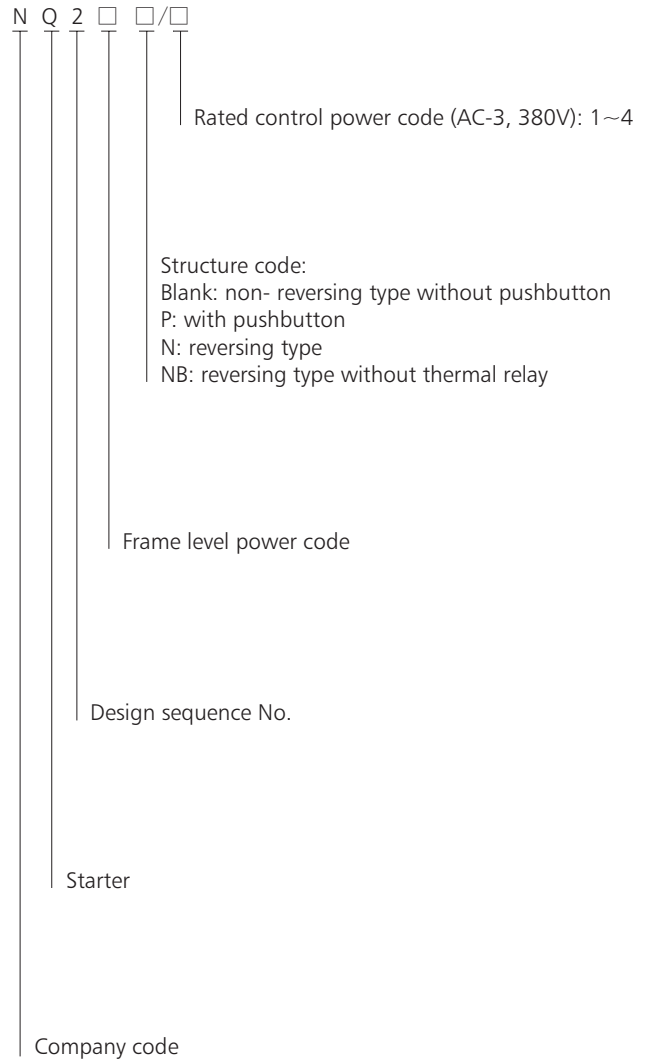 N Q 2 □ □/□
Rated control power code (AC-3, 380V): 1~4
Structure code:
Blank: non- reversing type without pushbutton
P: with pushbutton
N: reversing type
NB: reversing type without thermal relay
Frame level power code
Design sequence No.
Starter
Company code